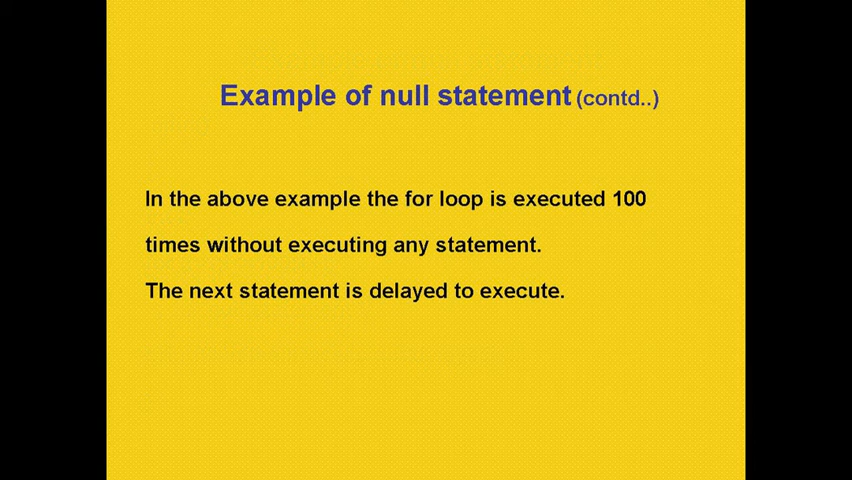 Example of null statement (contd..)
In the above example the for loop is executed 100
times without executing any statement.
The next statement is delayed to execute.